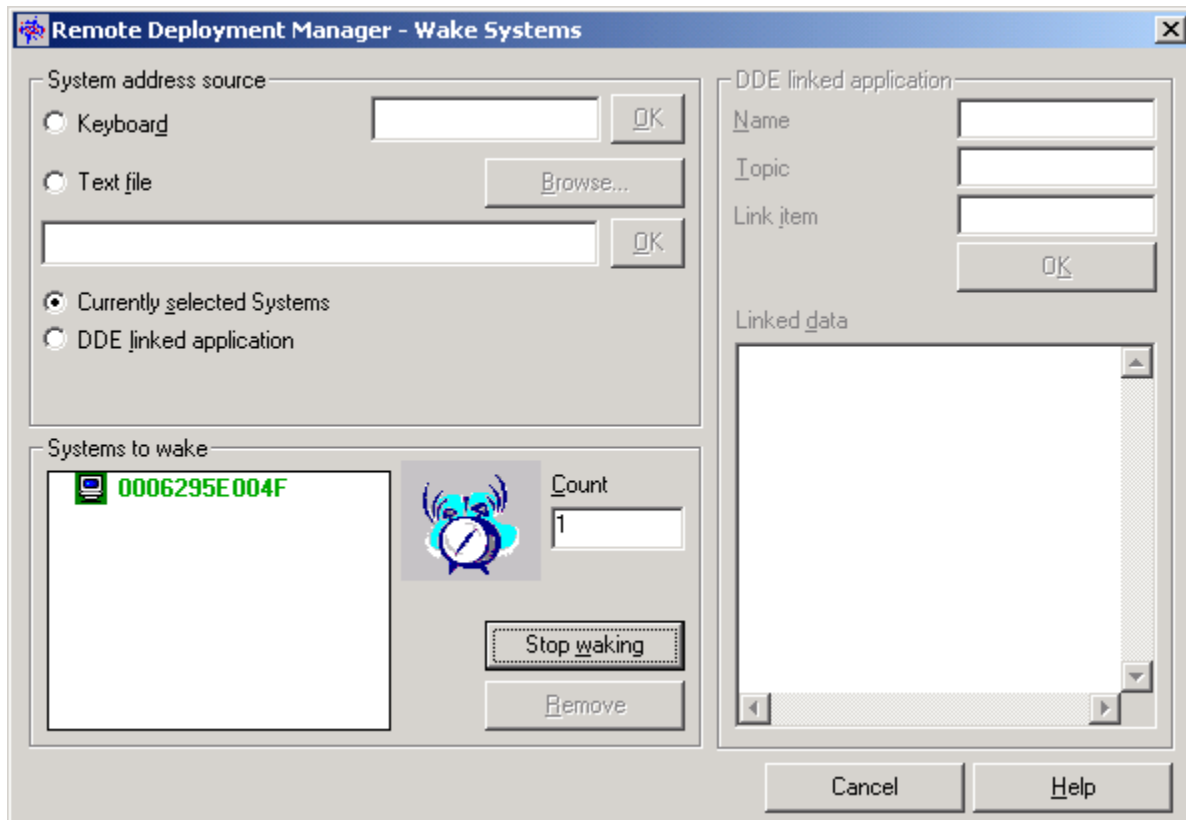 Remote Deployment Manager - Wake Systems
System address source
Keyboard
OK
Text file
Browse...
OK
Currently selected Systems
DDE linked application
Systems to wake
0006295E004F
Count
1
Stop waking
Remove
DDE linked application
Name
Topic
Link item
OK
Linked data
Cancel
Help